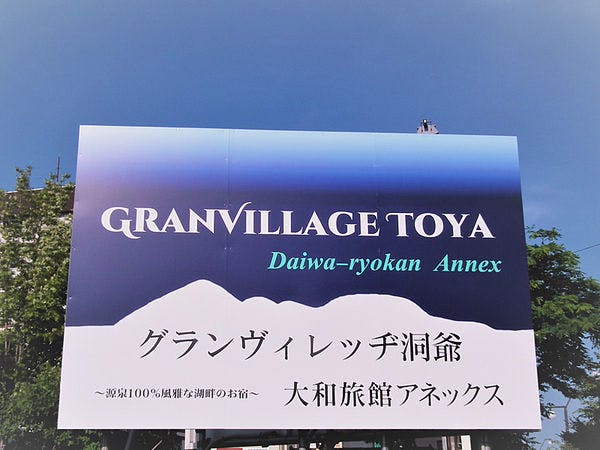 GRANVILLAGE TOYA
Daiwa–ryokan Annex
グランヴィレッヂ洞爺
～源泉100%風雅な湖畔のお宿～
大和旅館アネックス